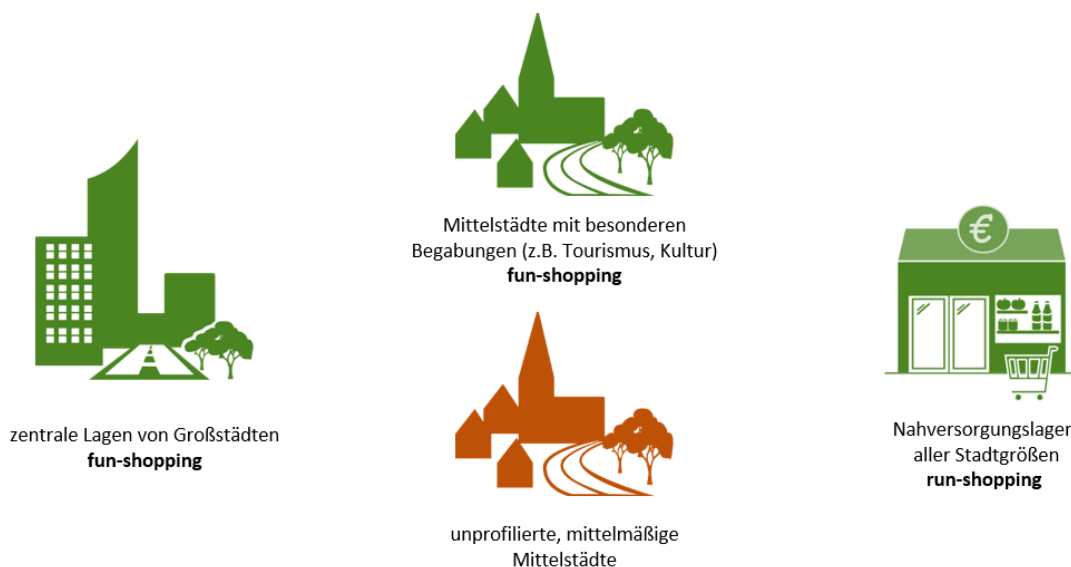 Mittelstädte mit besonderen
Begabungen (z.B. Tourismus, Kultur)
fun-shopping
€
zentrale Lagen von Großstädten
fun-shopping
Nahversorgungslagen
aller Stadtgrößen
run-shopping
unprofilierte, mittelmäßige
Mittelstädte